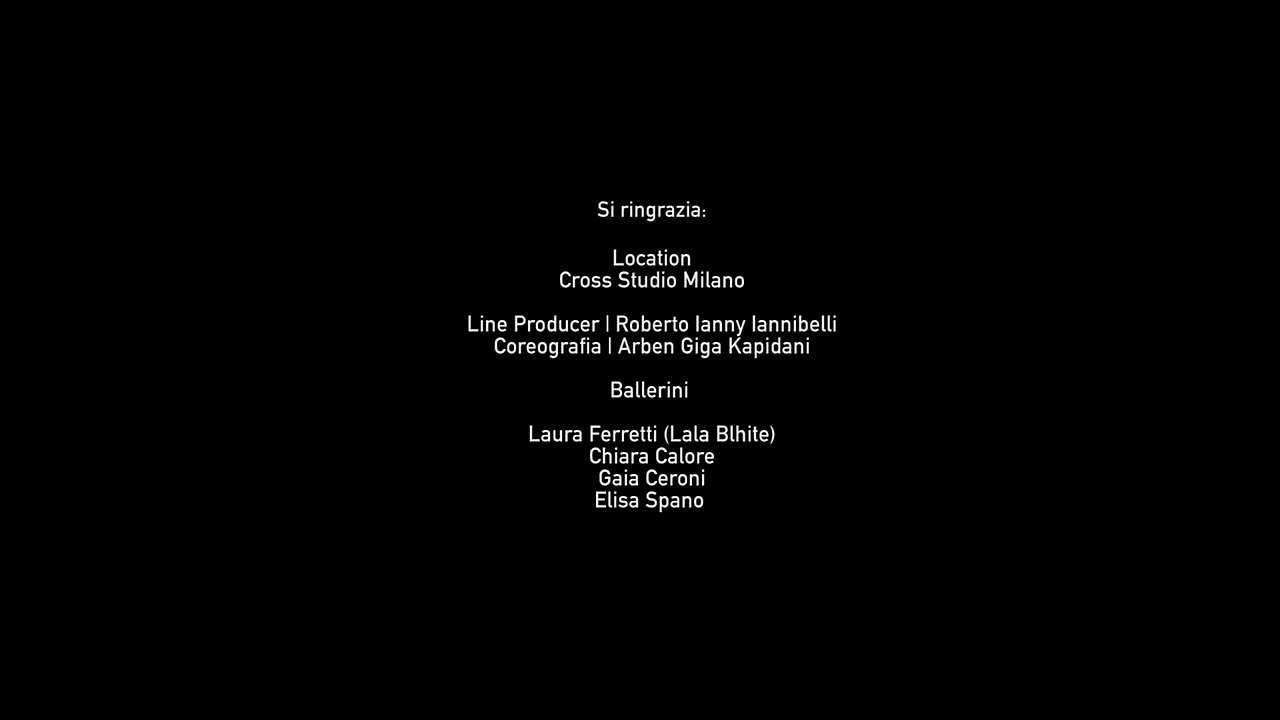 Si ringrazia:
Location
Cross Studio Milano
Line Producer | Roberto Ianny Iannibelli
Coreografia | Arben Giga Kapidani
Ballerini
Laura Ferretti (Lala Blhite)
Chiara Calore
Gaia Ceroni
Elisa Spano